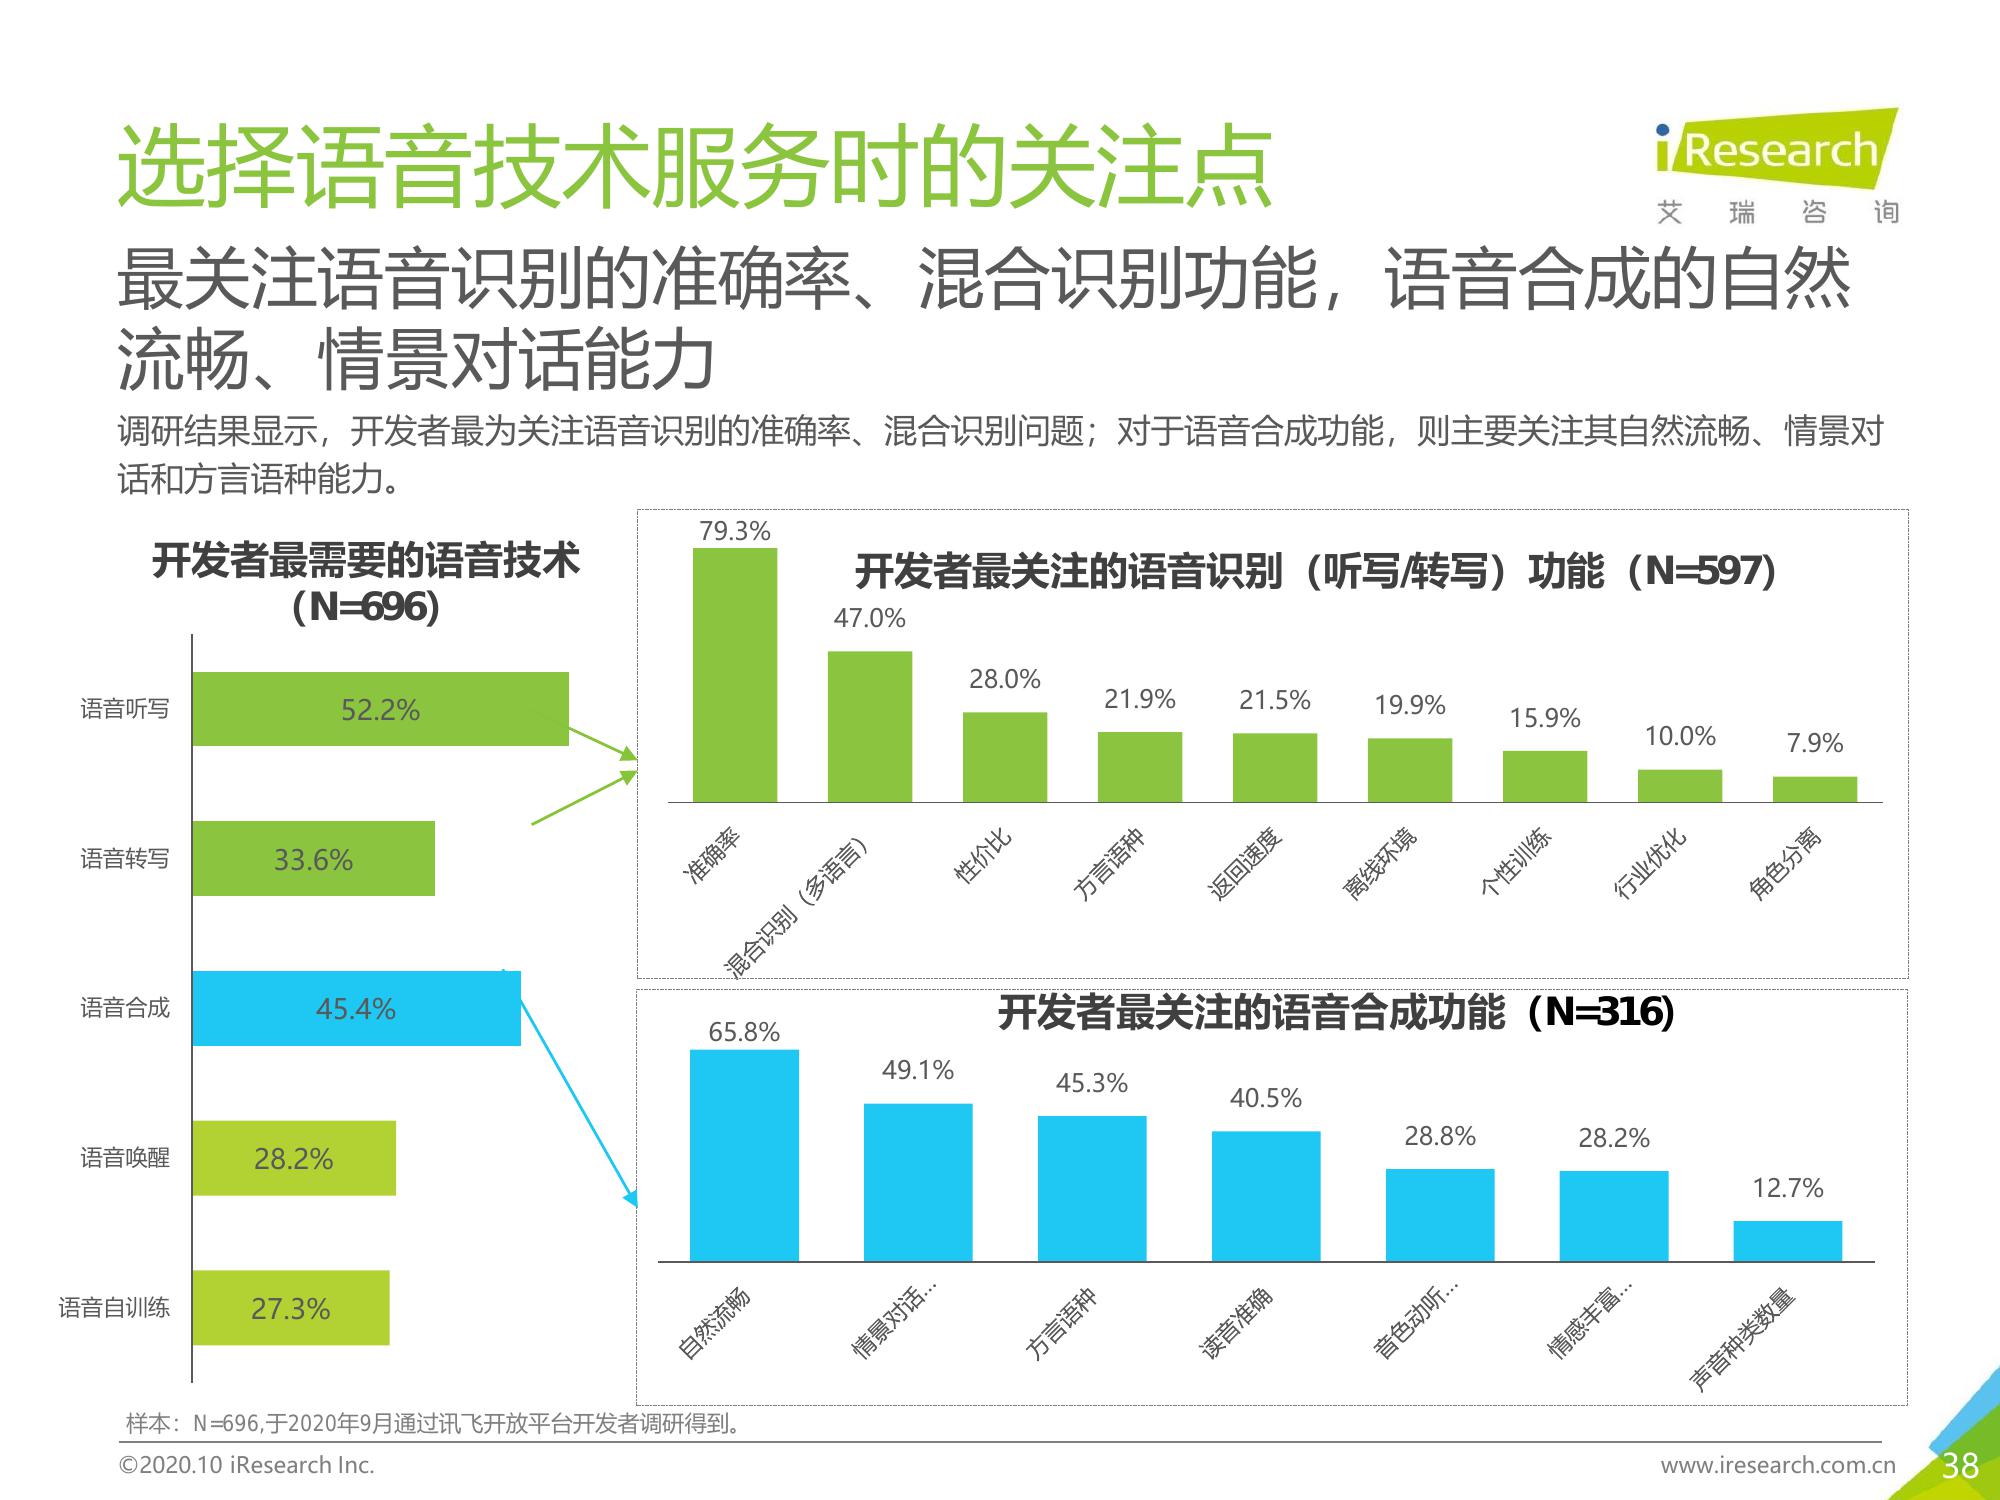 选择语音技术服务时的关注点
iResearch
艾瑞咨询
最关注语音识别的准确率、混合识别功能，语音合成的自然
流畅、情景对话能力
调研结果显示，开发者最为关注语音识别的准确率、混合识别问题；对于语音合成功能，则主要关注其自然流畅、情景对
话和方言语种能力。
开发者最需要的语音技术
（N=696）
语音听写
52.2%
语音转写
33.6%
语音合成
45.4%
语音唤醒
28.2%
语音自训练
27.3%
开发者最关注的语音识别（听写/转写）功能（N=597）
79.3%
47.0%
28.0%
21.9%
21.5%
19.9%
15.9%
10.0%
7.9%
准确率
混合识别（多语言）
性价比
方言语种
返回速度
离线环境
个性训练
行业优化
角色分离
开发者最关注的语音合成功能（N=316）
65.8%
49.1%
45.3%
40.5%
28.8%
28.2%
12.7%
自然流畅
情景对话…
方言语种
读音准确
音色动听…
情感丰富…
声音种类数量
样本：N=696,于2020年9月通过讯飞开放平台开发者调研得到。
©2020.10 iResearch Inc.
www.iresearch.com.cn
38